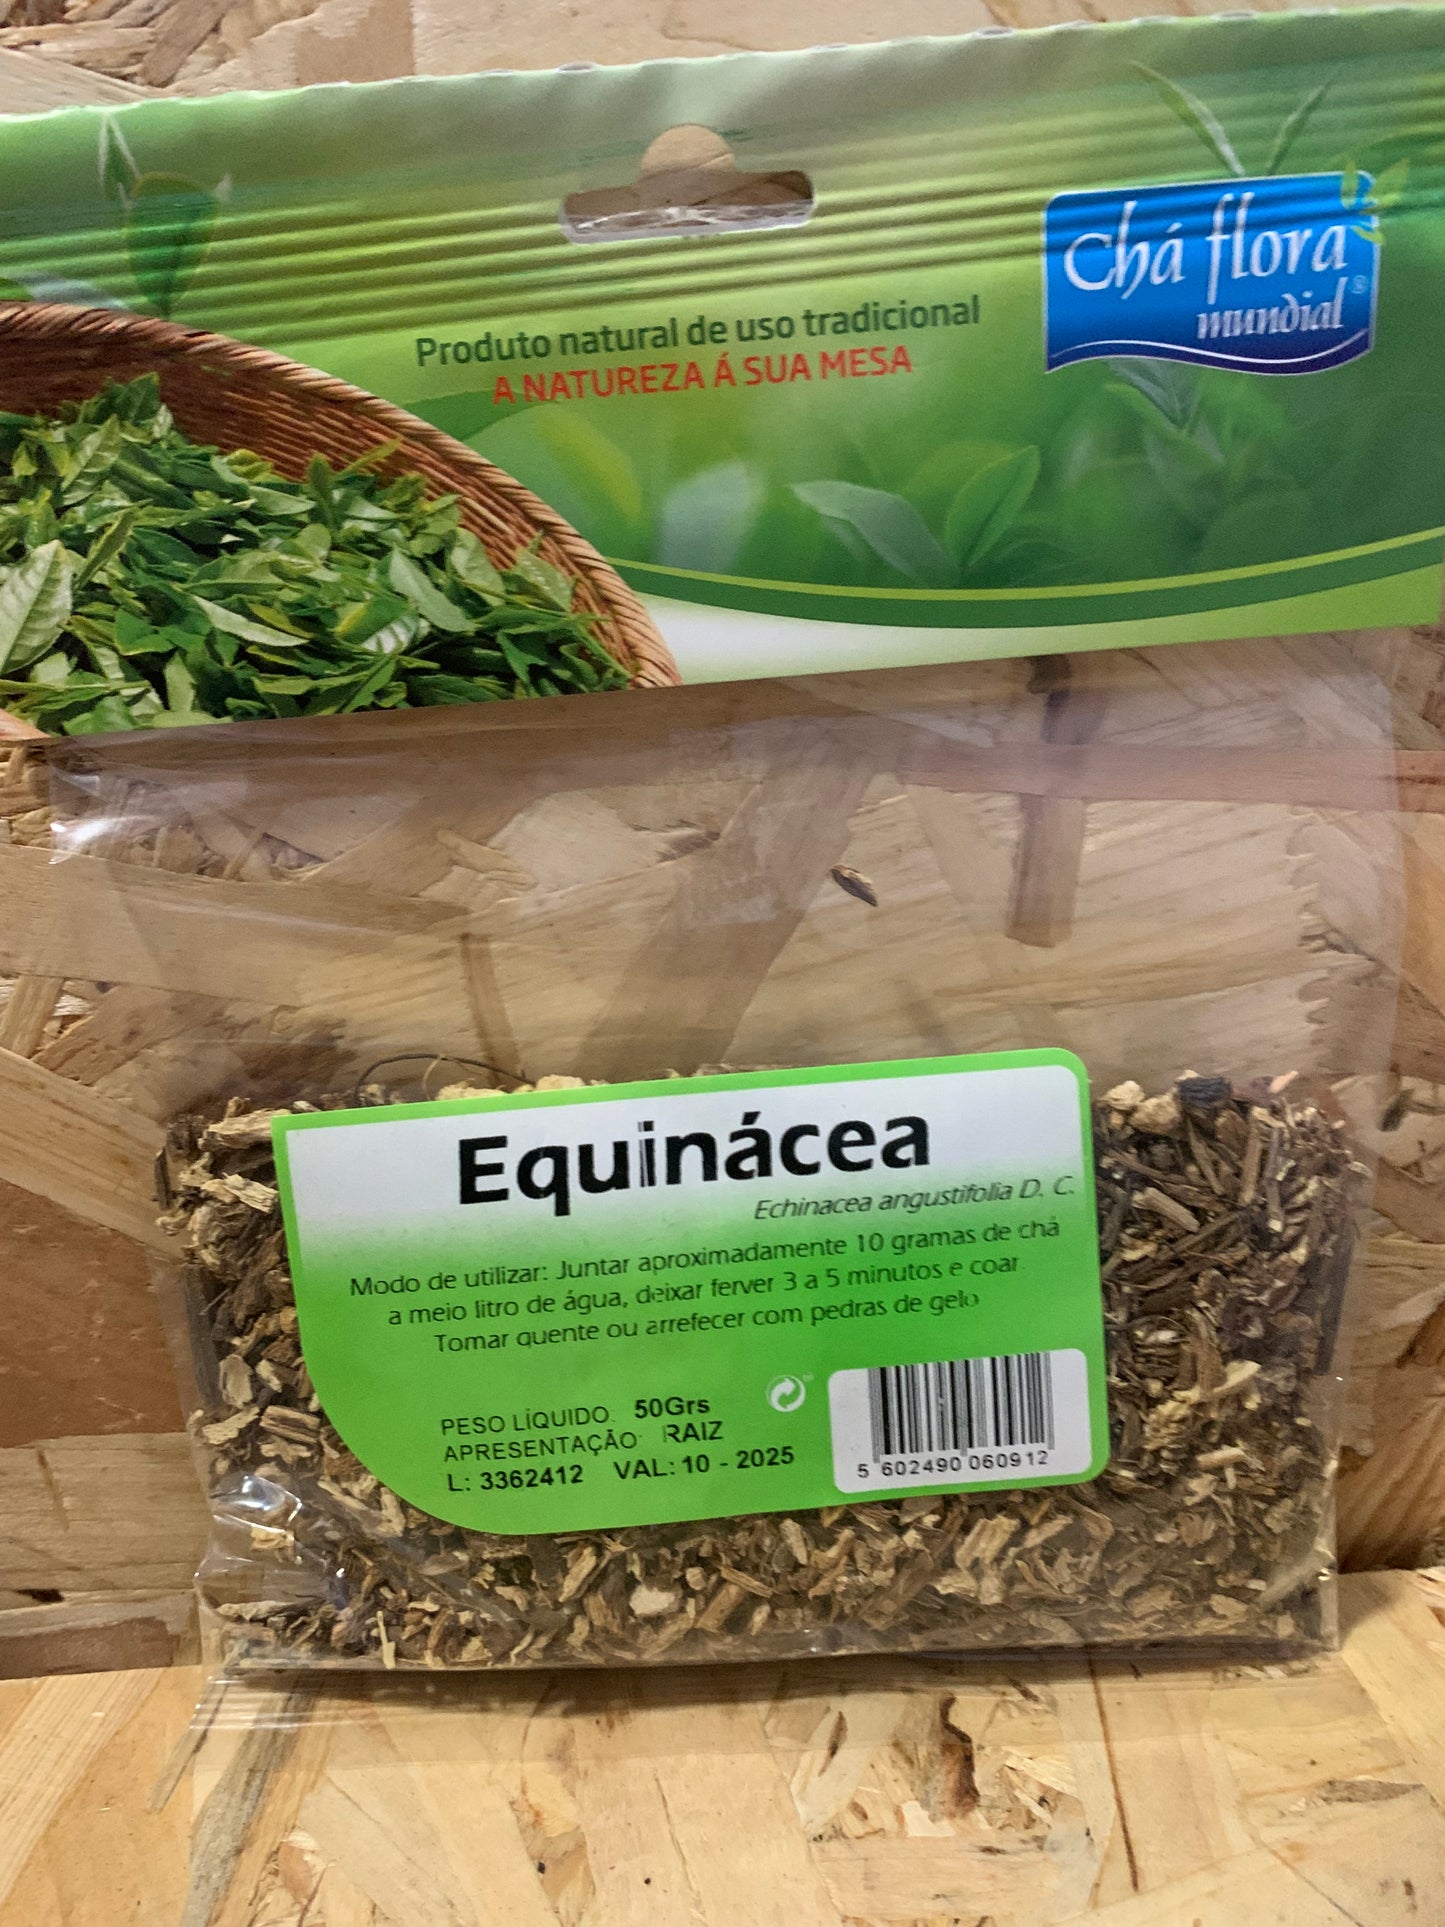 Chá flora
mundial®
Produto natural de uso tradicional
A NATUREZA Á SUA MESA
Equinácea
Echinacea angustifolia D. C.
Modo de utilizar: Juntar aproximadamente 10 gramas de chá
a meio litro de água, deixar ferver 3 a 5 minutos e coar.
Tomar quente ou arrefecer com pedras de gelo
PESO LÍQUIDO: 50Grs
APRESENTAÇÃO: RAIZ
L: 3362412 VAL: 10 - 2025
5 602490 060912